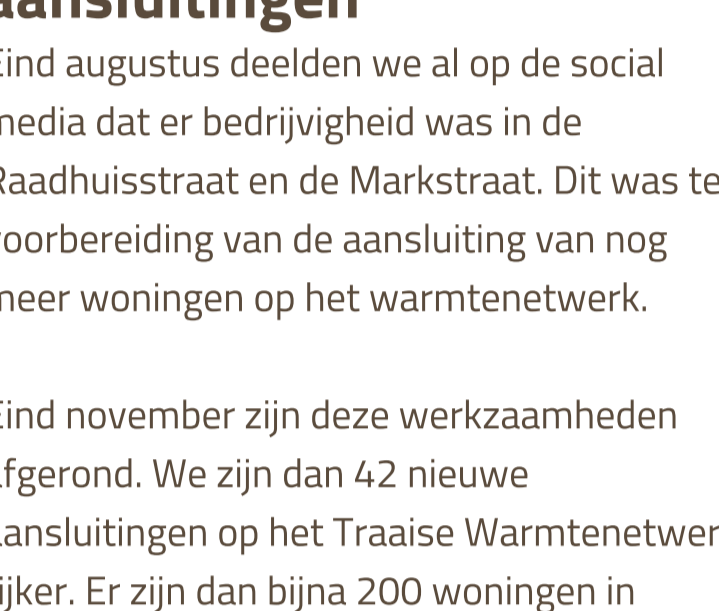 aansluitingen
Eind augustus deelden we al op de social
media dat er bedrijvigheid was in de
Raadhuisstraat en de Markstraat. Dit was te
voorbereiding van de aansluiting van nog
meer woningen op het warmtenetwerk.
Eind november zijn deze werkzaamheden
afgerond. We zijn dan 42 nieuwe
aansluitingen op het Traaise Warmtenetwer
rijker. Er zijn dan bijna 200 woningen in